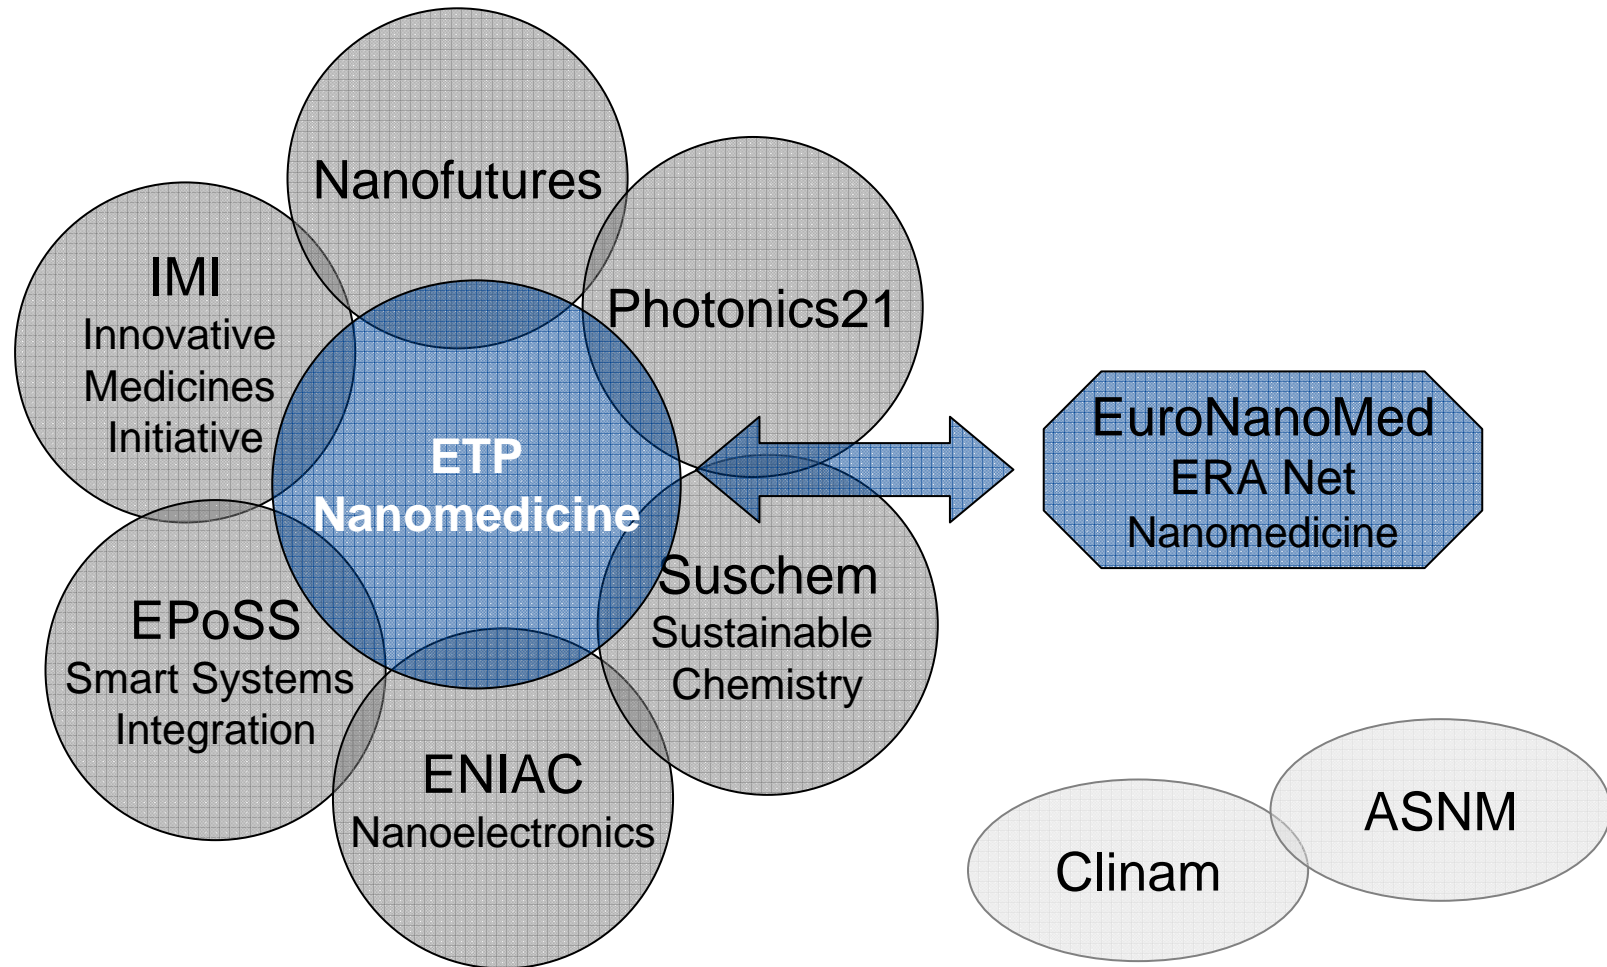 Nanofutures
IMI
Innovative
Medicines
Initiative
Photonics21
ETP
Nanomedicine
EuroNanoMed
ERA Net
Nanomedicine
EPoSS
Smart Systems
Integration
Suschem
Sustainable
Chemistry
ENIAC
Nanoelectronics
Clinam
ASNM